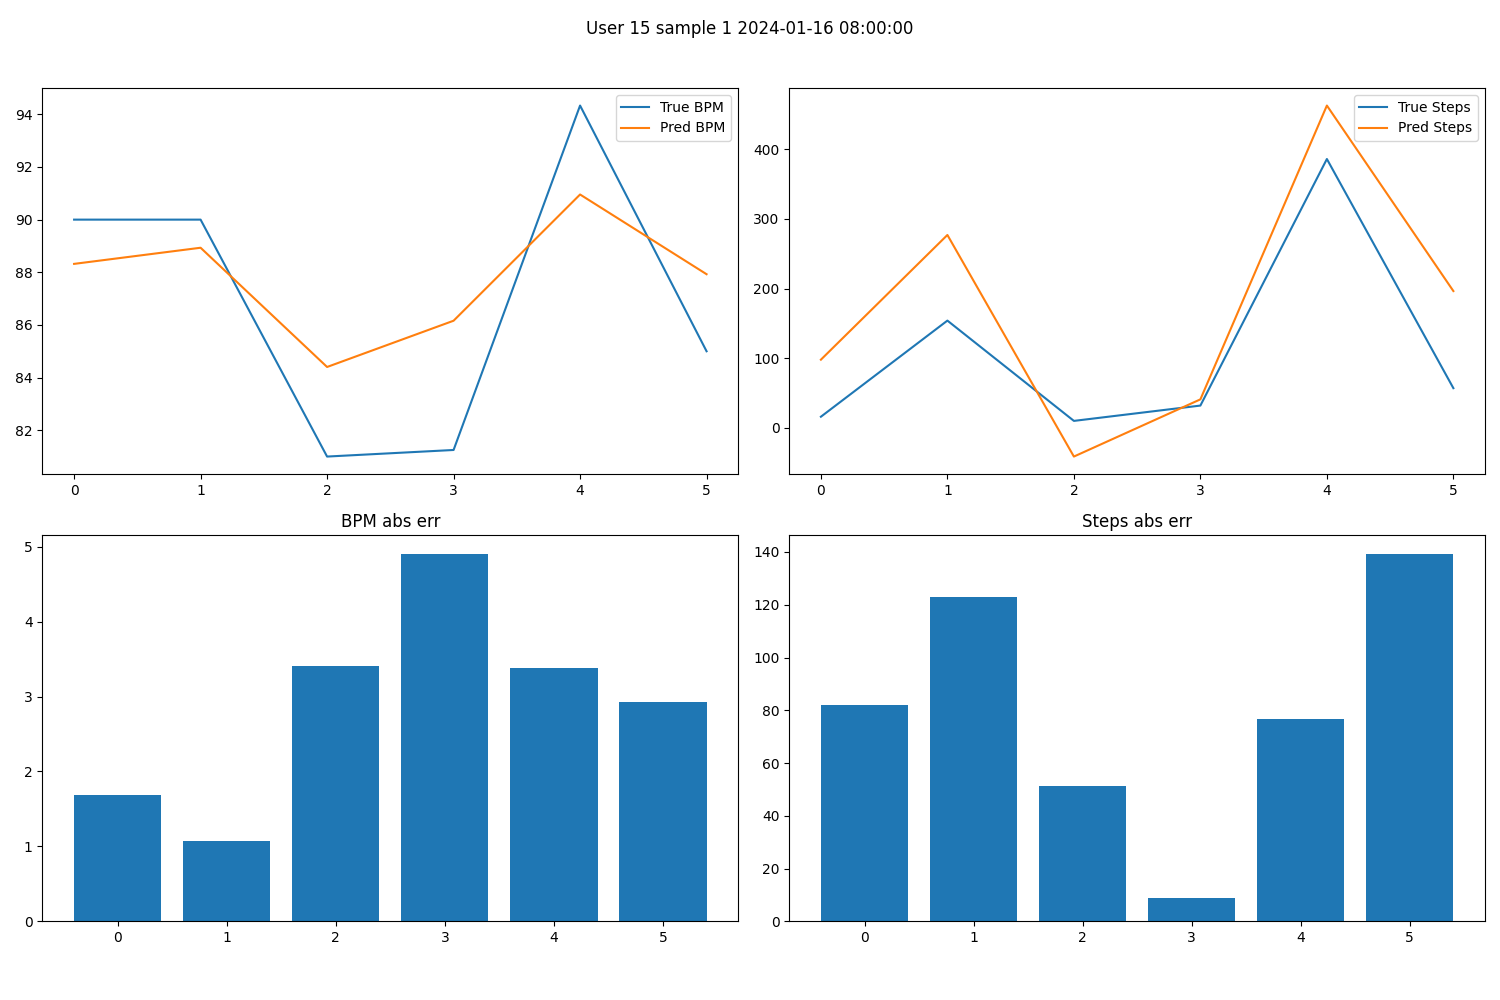 User 15 sample 1 2024-01-16 08:00:00
True BPM
Pred BPM
94
92
90
88
86
84
82
0 1 2 3 4 5
True Steps
Pred Steps
400
300
200
100
0
0 1 2 3 4 5
BPM abs err
5
4
3
2
1
0
0 1 2 3 4 5
Steps abs err
140
120
100
80
60
40
20
0
0 1 2 3 4 5